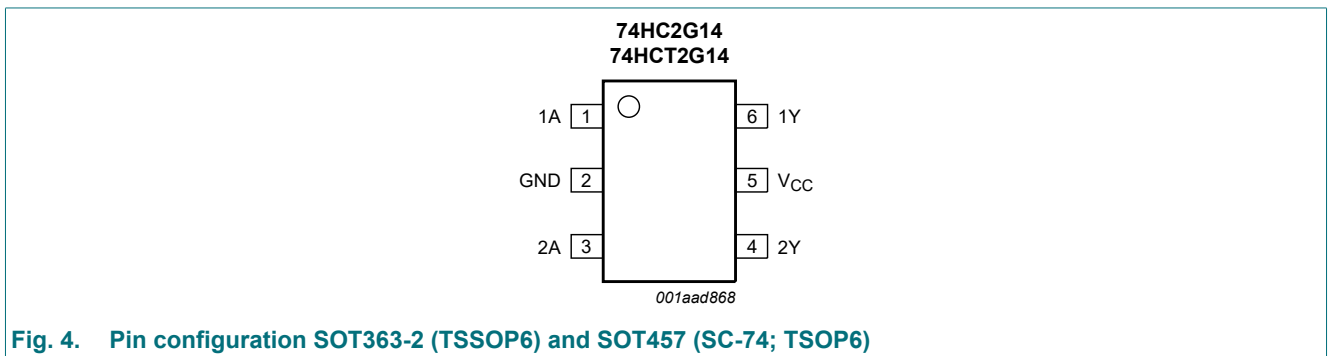 74HC2G14
74HCT2G14
1A 1 6 1Y
GND 2 5 VCC
2A 3 4 2Y
001aad868
Fig. 4. Pin configuration SOT363-2 (TSSOP6) and SOT457 (SC-74; TSOP6)